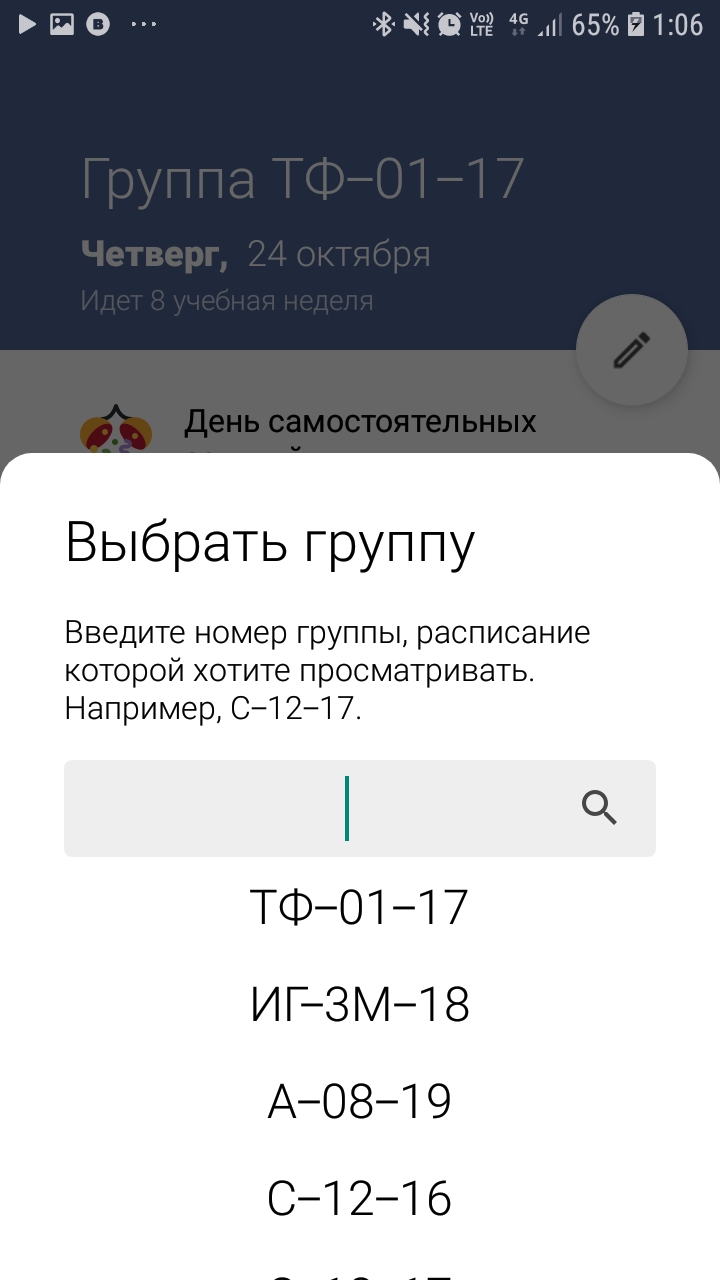 Vo)) 4G
LTE 65% 1:06
Группа ТФ–01–17
Четверг, 24 октября
Идет 8 учебная неделя
День самостоятельных
Выбрать группу
Введите номер группы, расписание
которой хотите просматривать.
Например, С–12–17.
ТФ–01–17
ИГ–3М–18
А–08–19
С–12–16